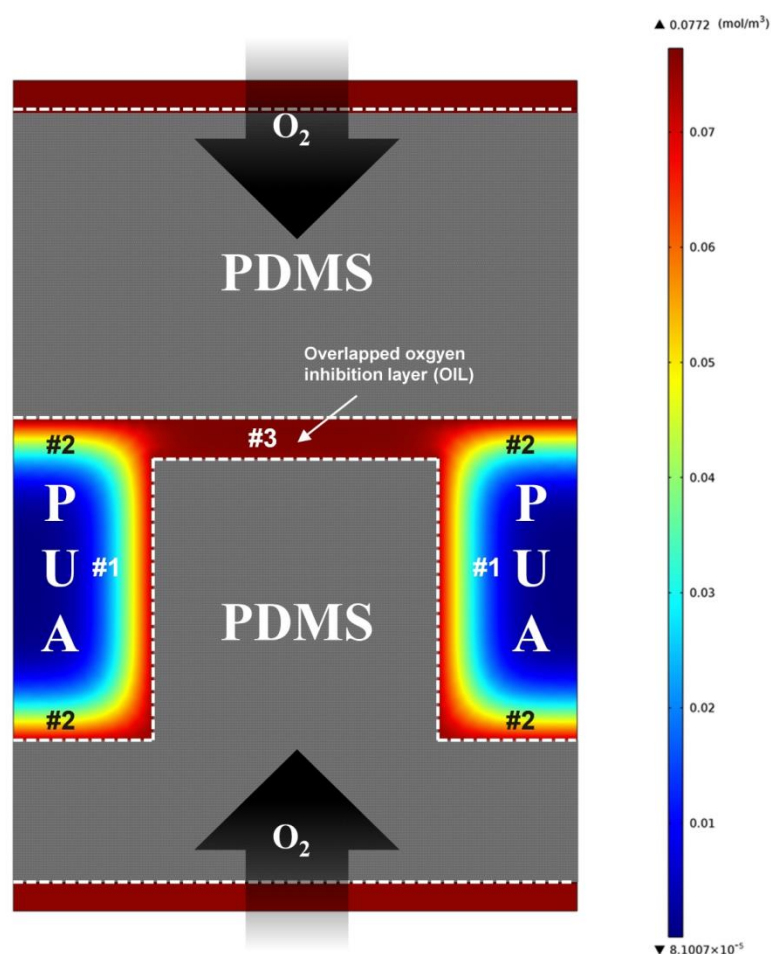 ▲ 0.0772 (mol/m³)
O₂
0.07
PDMS
0.06
Overlapped oxgyen
inhibition layer (OIL)
0.05
#2 #3 #2
0.04
P P
U #1 #1 U
A A
0.03
PDMS
0.02
#2 #2
0.01
O₂
▼ 8.1007×10⁻⁵